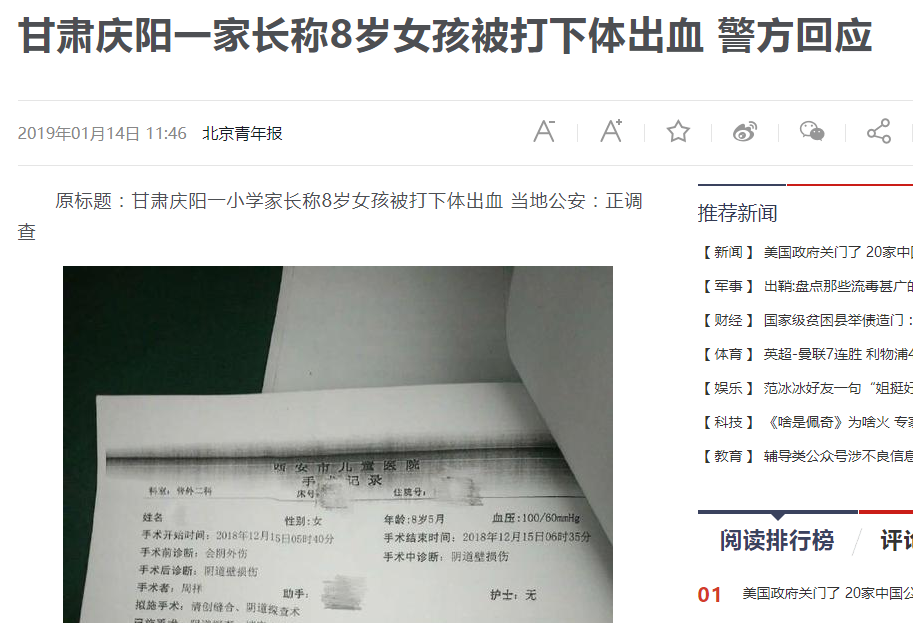 甘肃庆阳一家长称8岁女孩被打下体出血 警方回应
2019年01月14日 11:46 北京青年报
原标题：甘肃庆阳一小学家长称8岁女孩被打下体出血 当地公安：正调
查
西安市儿童医院
手术记录
床号：
住院号：
姓名
性别：女
年龄：8岁5月
血压：100/60mmHg
手术开始时间：2018年12月15日05时40分
手术结束时间：2018年12月15日06时35分
手术前诊断：会阴外伤
手术中诊断：阴道壁损伤
手术后诊断：阴道壁损伤
手术者：周祥
助手：
护士：无
拟施手术：清创缝合、阴道探查术
推荐新闻
【 新闻 】 美国政府关门了 20家中
【 军事 】 出鞘:盘点那些流毒甚广
【 财经 】 国家级贫困县举债造门：
【 体育 】 英超-曼联7连胜 利物浦4
【 娱乐 】 范冰冰好友一句“姐挺好
【 科技 】 《啥是佩奇》为啥火 专
【 教育 】 辅导类公众号涉不良信息
阅读排行榜 / 评
01 美国政府关门了 20家中国公